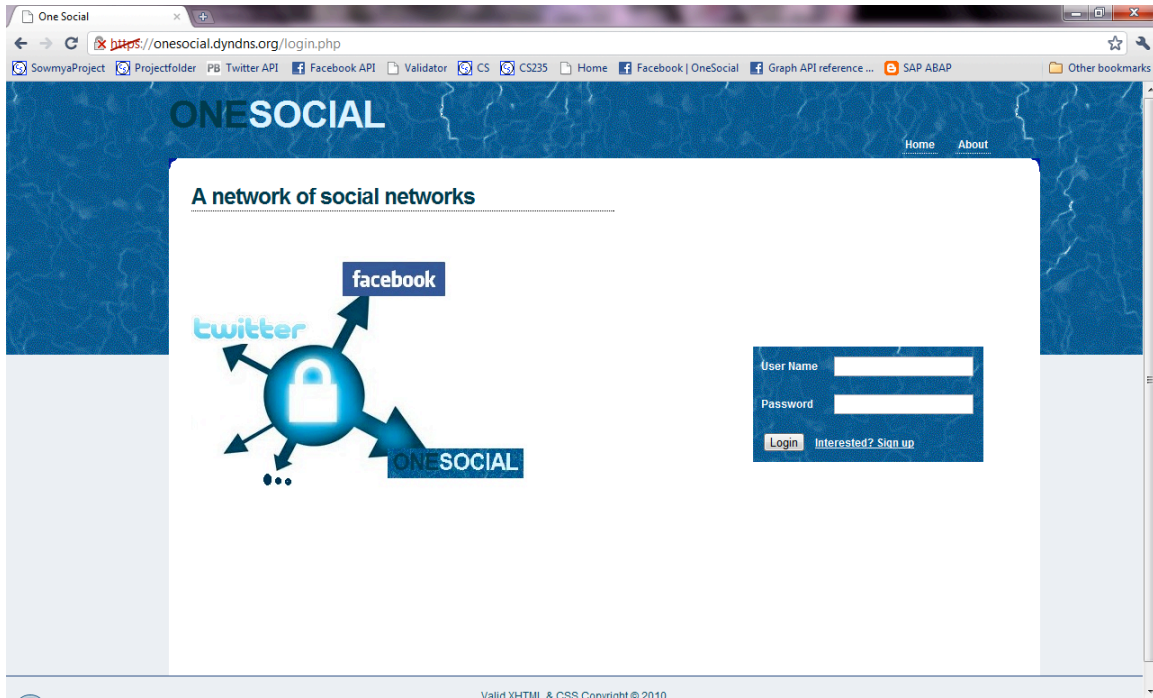 One Social
https://onesocial.dyndns.org/login.php
SowmyaProject Projectfolder PB Twitter API Facebook API Validator CS CS235 Home Facebook | OneSocial Graph API reference ... SAP ABAP Other bookmarks
ONESOCIAL
Home About
A network of social networks
facebook
twitter
ONESOCIAL
User Name
Password
Login Interested? Sign up
Valid XHTML & CSS Copyright © 2010